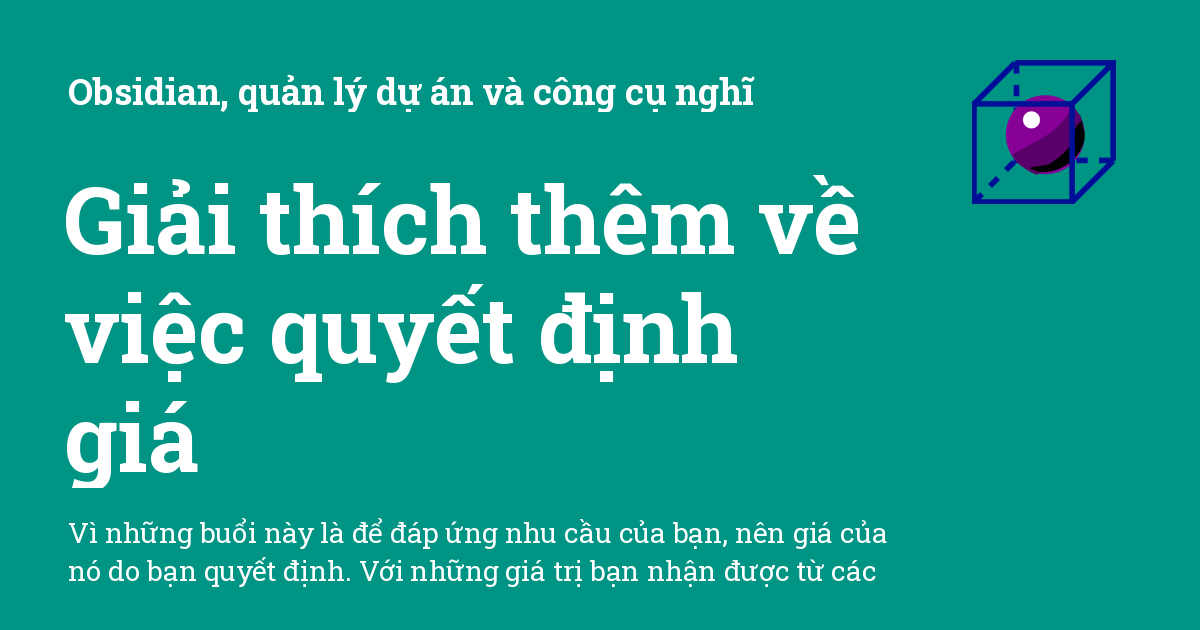 Obsidian, quản lý dự án và công cụ nghĩ
Giải thích thêm về
việc quyết định
giá
Vì những buổi này là để đáp ứng nhu cầu của bạn, nên giá của
nó do bạn quyết định. Với những giá trị bạn nhận được từ các